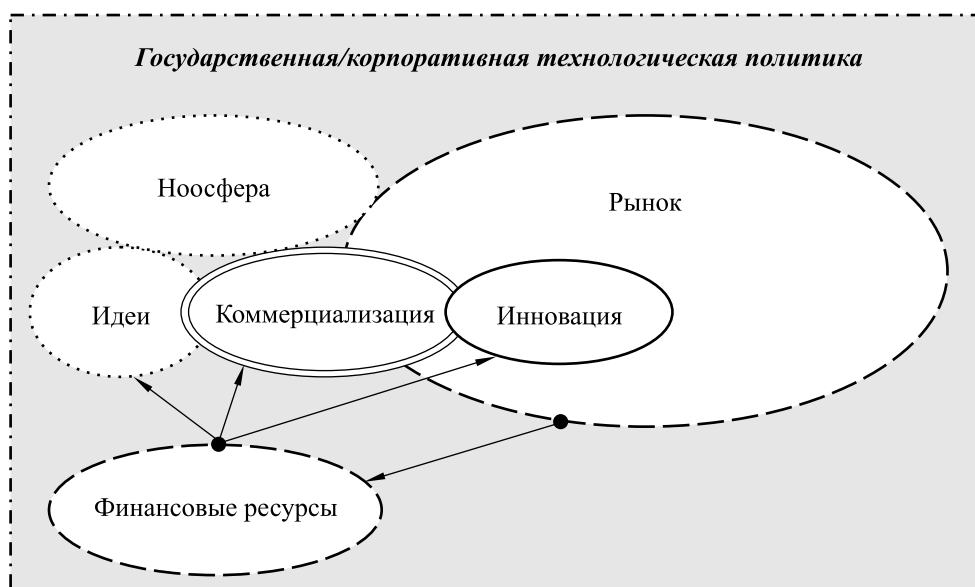 Государственная/корпоративная технологическая политика
Ноосфера
Рынок
Идеи
Коммерциализация
Инновация
Финансовые ресурсы